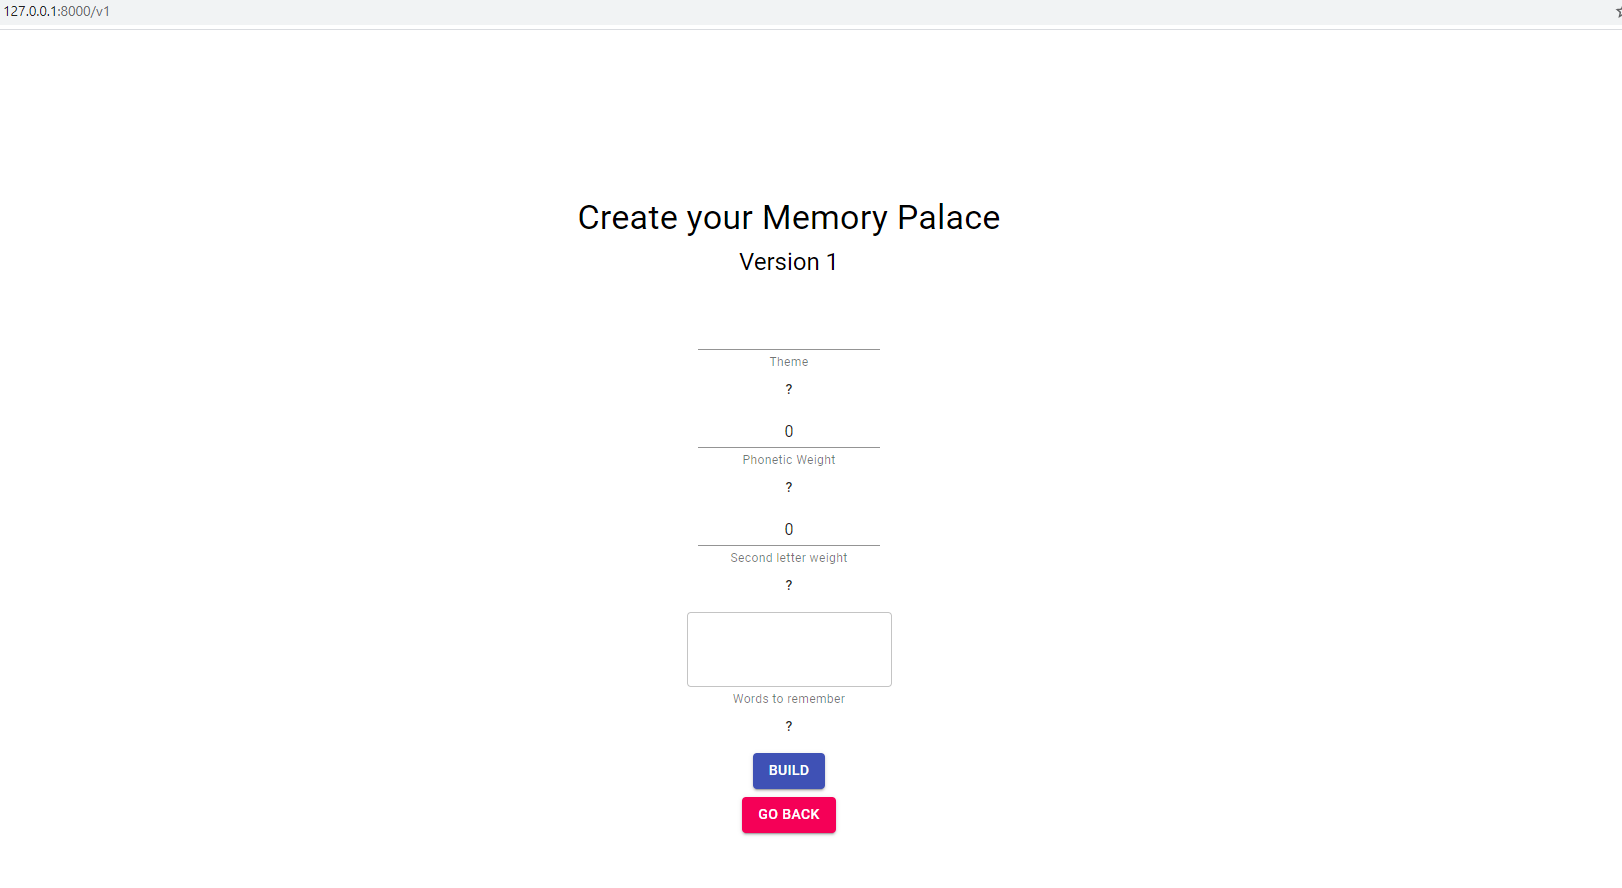 127.0.0.1:8000/v1
Create your Memory Palace
Version 1
Theme
?
0
Phonetic Weight
?
0
Second letter weight
?
Words to remember
?
BUILD
GO BACK